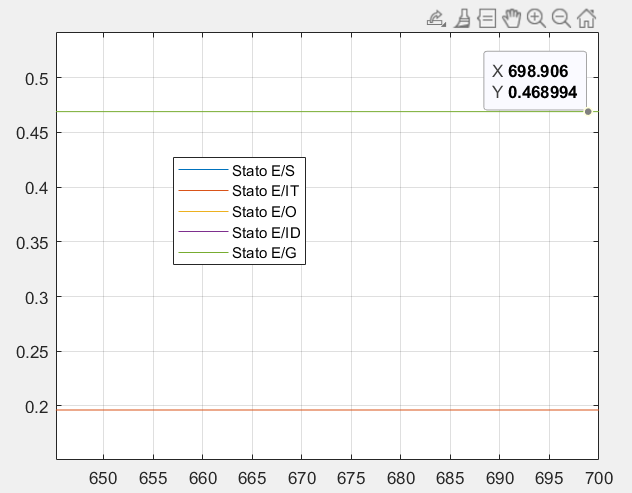 X 698.906
Y 0.468994
0.5
0.45
0.4
0.35
0.3
0.25
0.2
Stato E/S
Stato E/IT
Stato E/O
Stato E/ID
Stato E/G
650 655 660 665 670 675 680 685 690 695 700